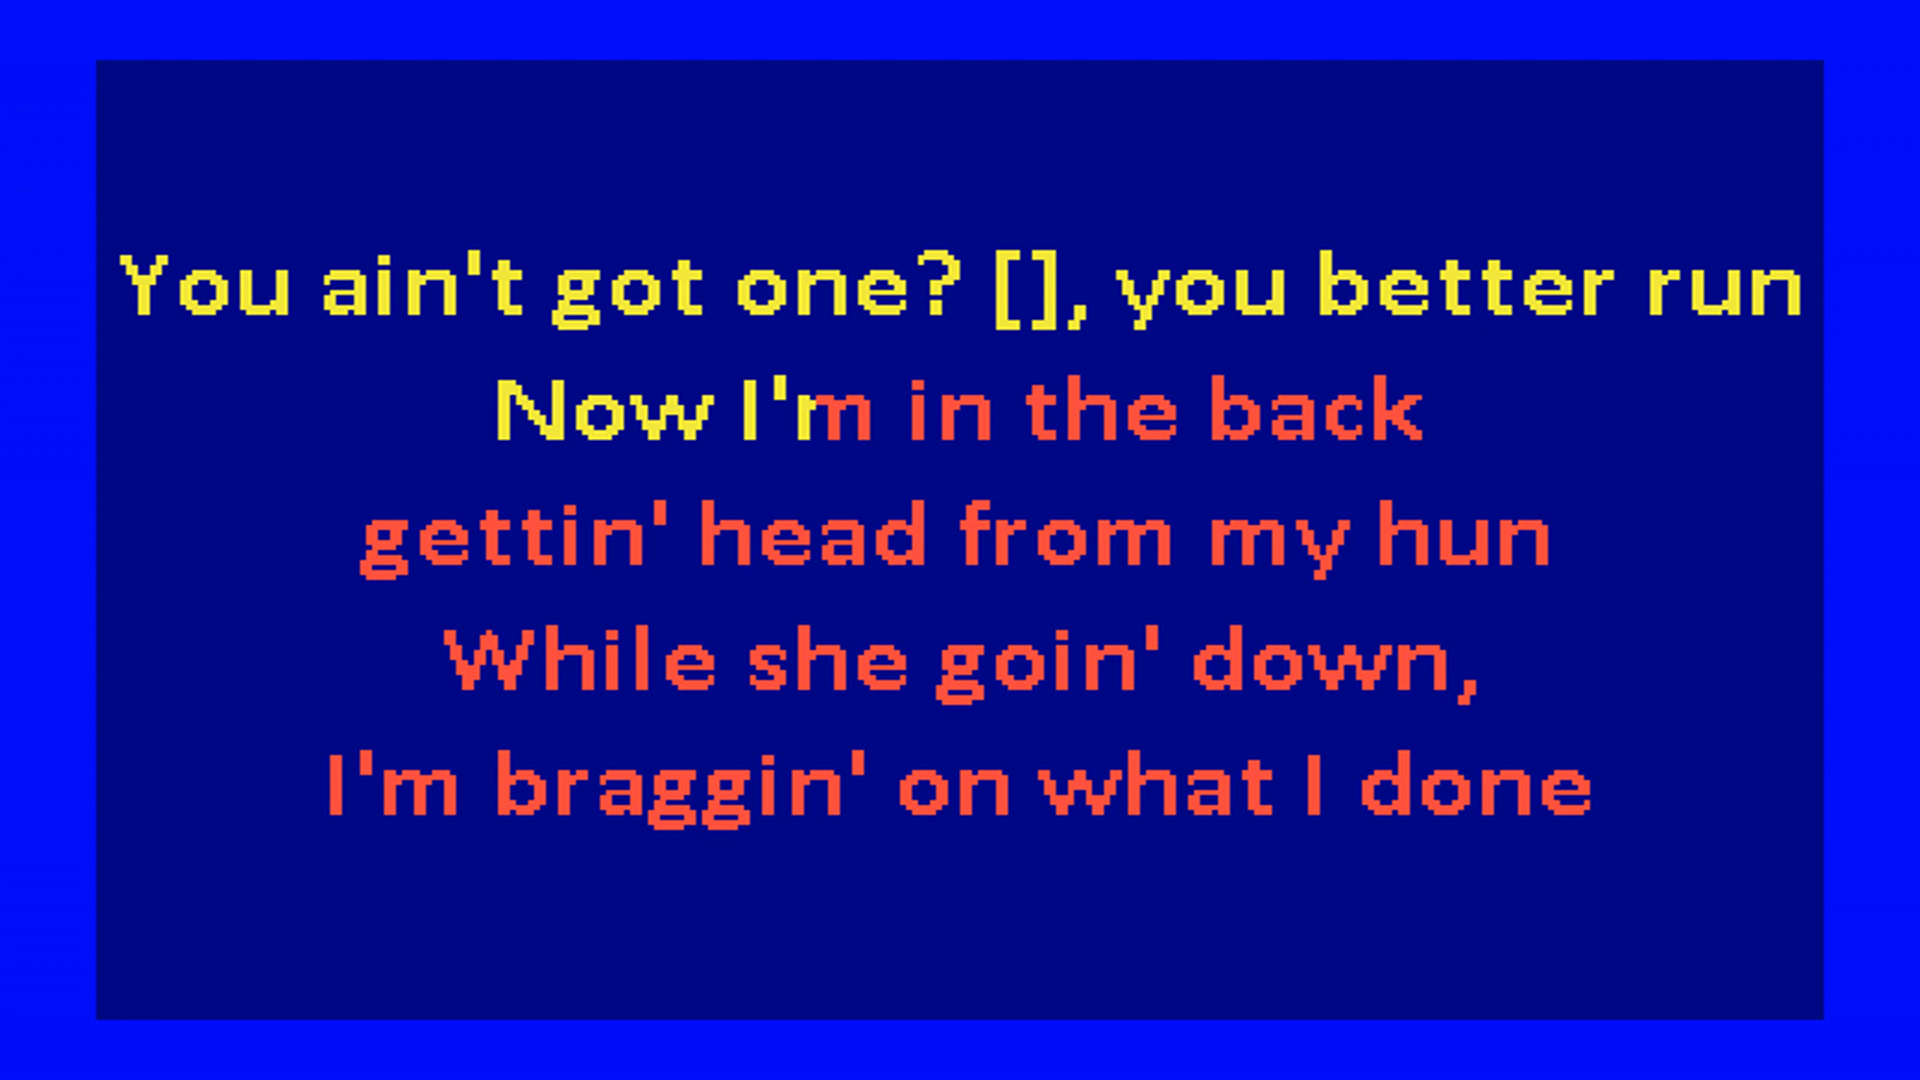 You ain't got one? [], you better run
Now I'm in the back
gettin' head from my hun
While she goin' down,
I'm braggin' on what I done